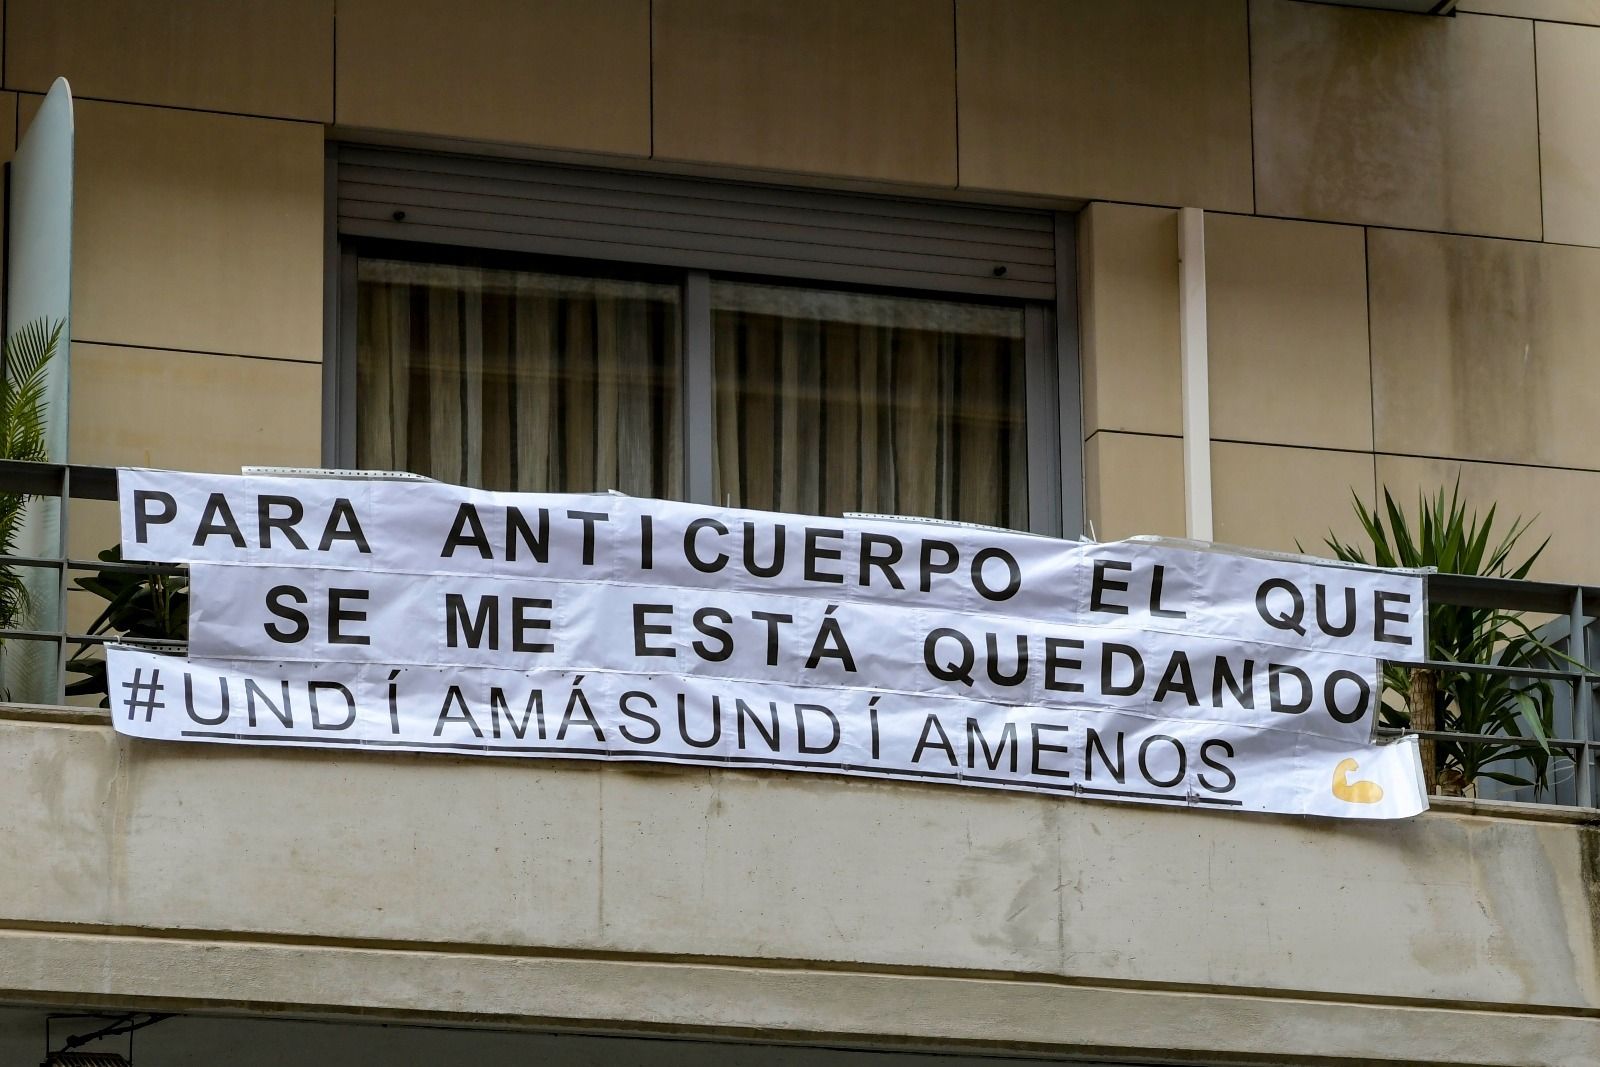 PARA ANTICUERPO EL QUE
SE ME ESTÁ QUEDANDO
#UNDÍAMÁSUNDÍAMENOS